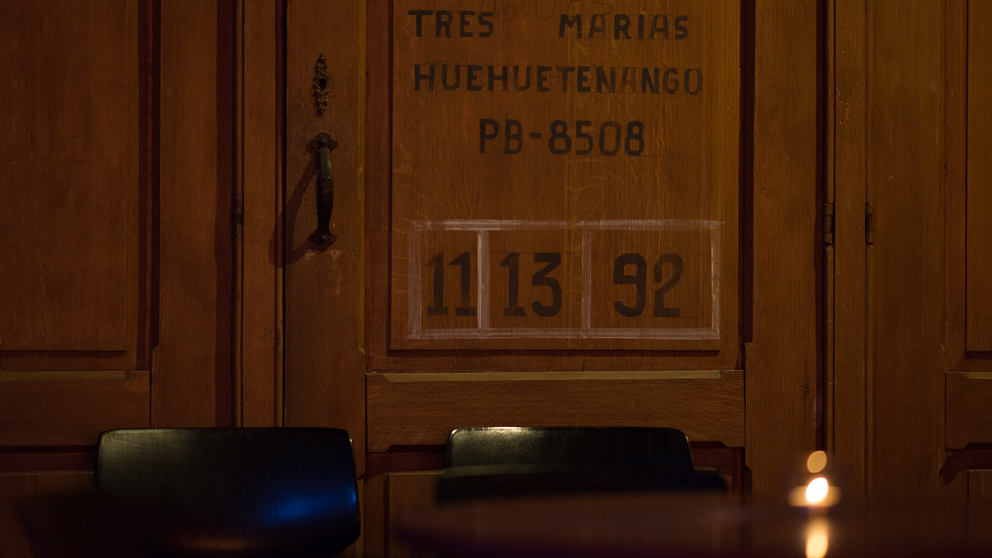 TRES MARIAS
HUEHUETENANGO
PB-8508
11 13 92